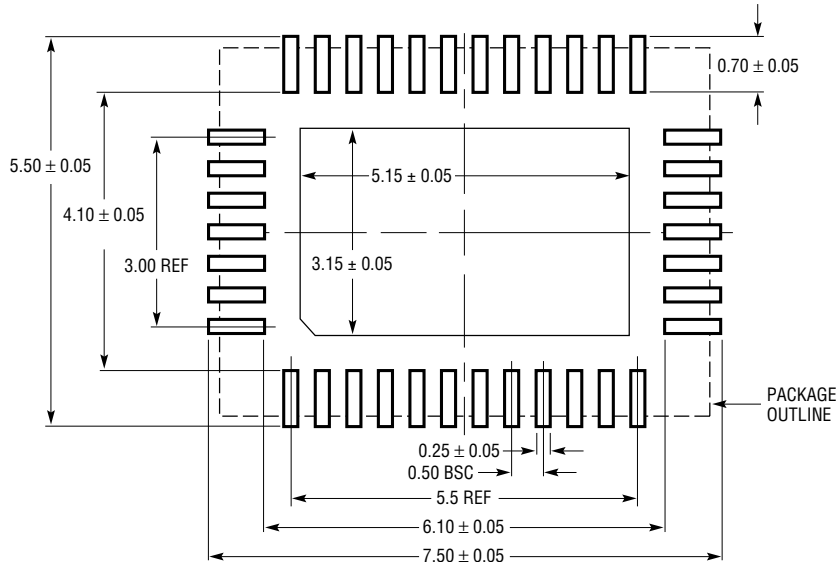 0.70 ± 0.05
5.50 ± 0.05
5.15 ± 0.05
4.10 ± 0.05
3.00 REF
3.15 ± 0.05
PACKAGE
OUTLINE
0.25 ± 0.05
0.50 BSC
5.5 REF
6.10 ± 0.05
7.50 ± 0.05